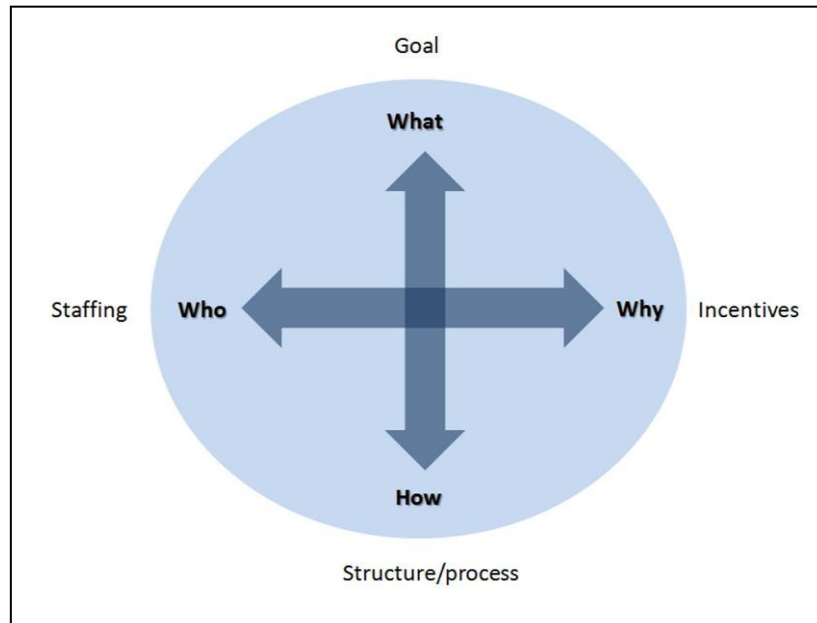 Goal
What
Staffing
Who
Why
Incentives
How
Structure/process